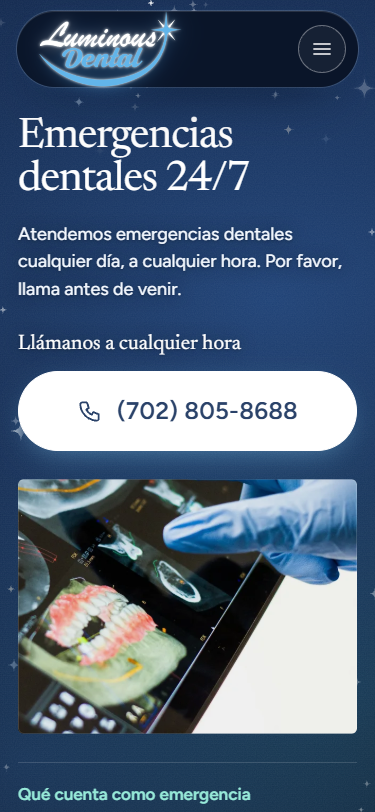 Luminous
Dental
Emergencias
dentales 24/7
Atendemos emergencias dentales
cualquier día, a cualquier hora. Por favor,
llama antes de venir.
Llámanos a cualquier hora
(702) 805-8688
Qué cuenta como emergencia